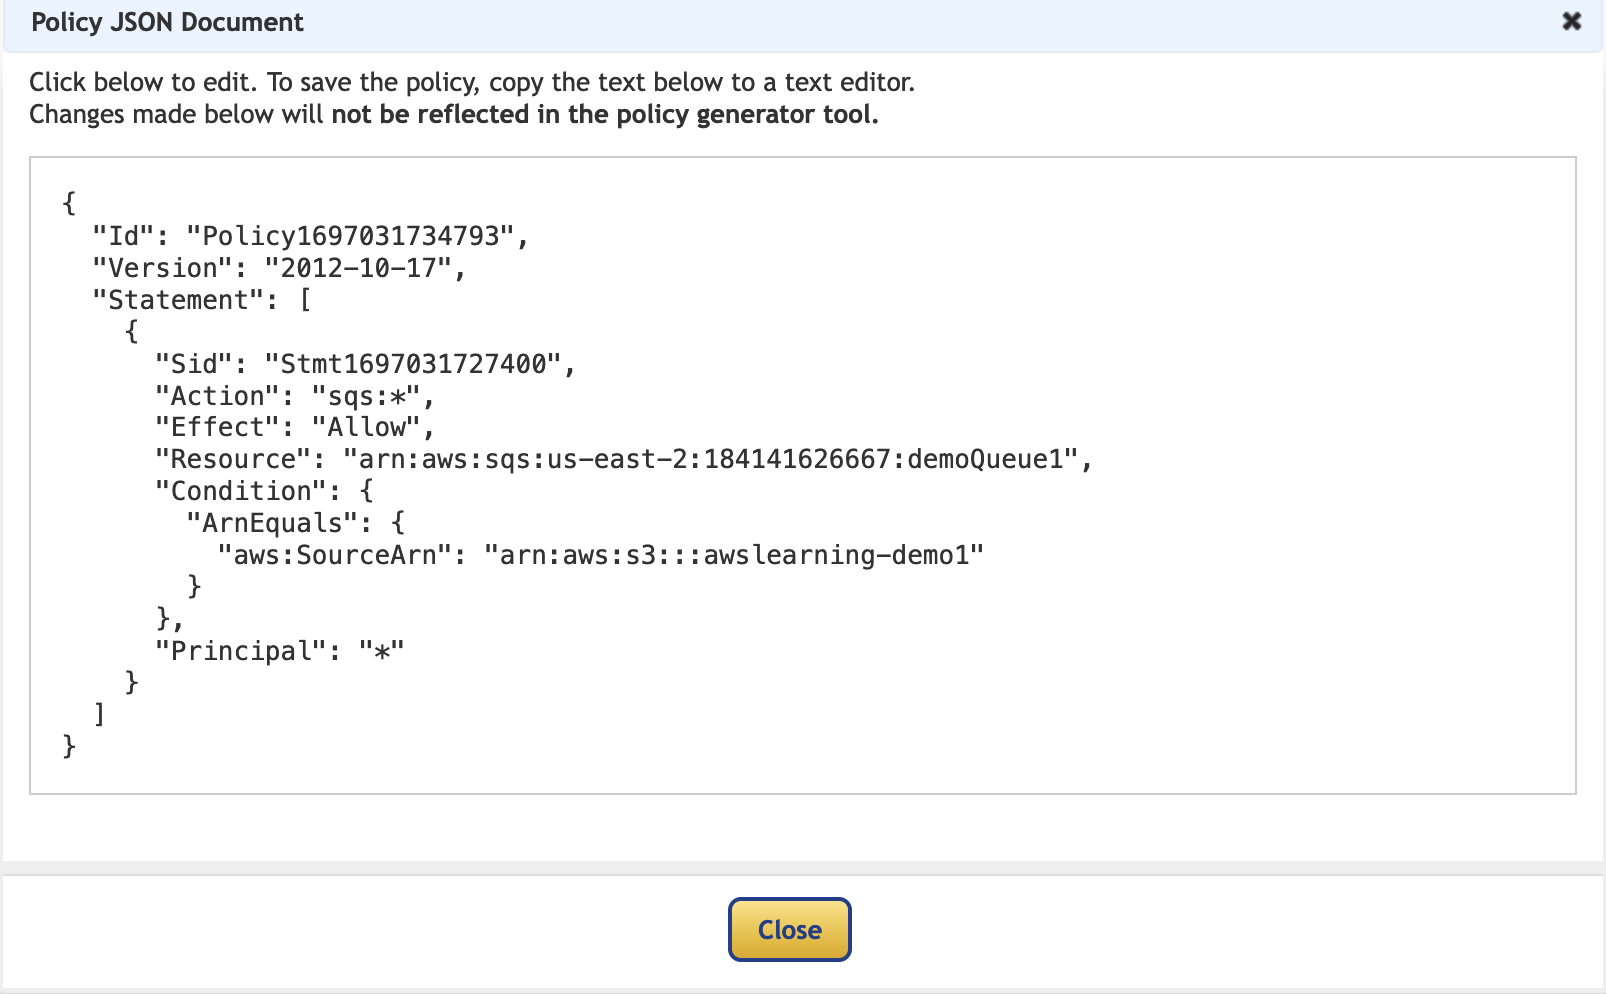 Policy JSON Document
Click below to edit. To save the policy, copy the text below to a text editor.
Changes made below will not be reflected in the policy generator tool.
{
  "Id": "Policy1697031734793",
  "Version": "2012-10-17",
  "Statement": [
    {
      "Sid": "Stmt1697031727400",
      "Action": "sqs:*",
      "Effect": "Allow",
      "Resource": "arn:aws:sqs:us-east-2:184141626667:demoQueue1",
      "Condition": {
        "ArnEquals": {
          "aws:SourceArn": "arn:aws:s3:::awslearning-demo1"
        }
      },
      "Principal": "*"
    }
  ]
}
Close